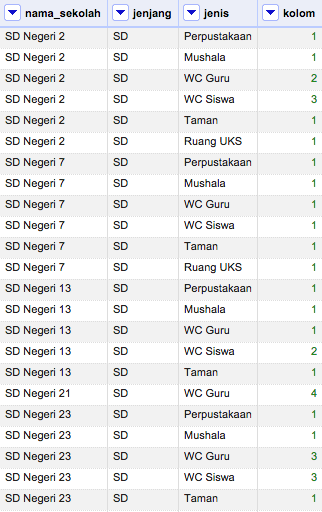 nama_sekolah jenjang jenis kolom
SD Negeri 2 SD Perpustakaan 1
SD Negeri 2 SD Mushala 1
SD Negeri 2 SD WC Guru 2
SD Negeri 2 SD WC Siswa 3
SD Negeri 2 SD Taman 1
SD Negeri 2 SD Ruang UKS 1
SD Negeri 7 SD Perpustakaan 1
SD Negeri 7 SD Mushala 1
SD Negeri 7 SD WC Guru 1
SD Negeri 7 SD WC Siswa 1
SD Negeri 7 SD Taman 1
SD Negeri 7 SD Ruang UKS 1
SD Negeri 13 SD Perpustakaan 1
SD Negeri 13 SD Mushala 1
SD Negeri 13 SD WC Guru 1
SD Negeri 13 SD WC Siswa 2
SD Negeri 13 SD Taman 1
SD Negeri 21 SD WC Guru 4
SD Negeri 23 SD Perpustakaan 1
SD Negeri 23 SD Mushala 1
SD Negeri 23 SD WC Guru 3
SD Negeri 23 SD WC Siswa 3
SD Negeri 23 SD Taman 1